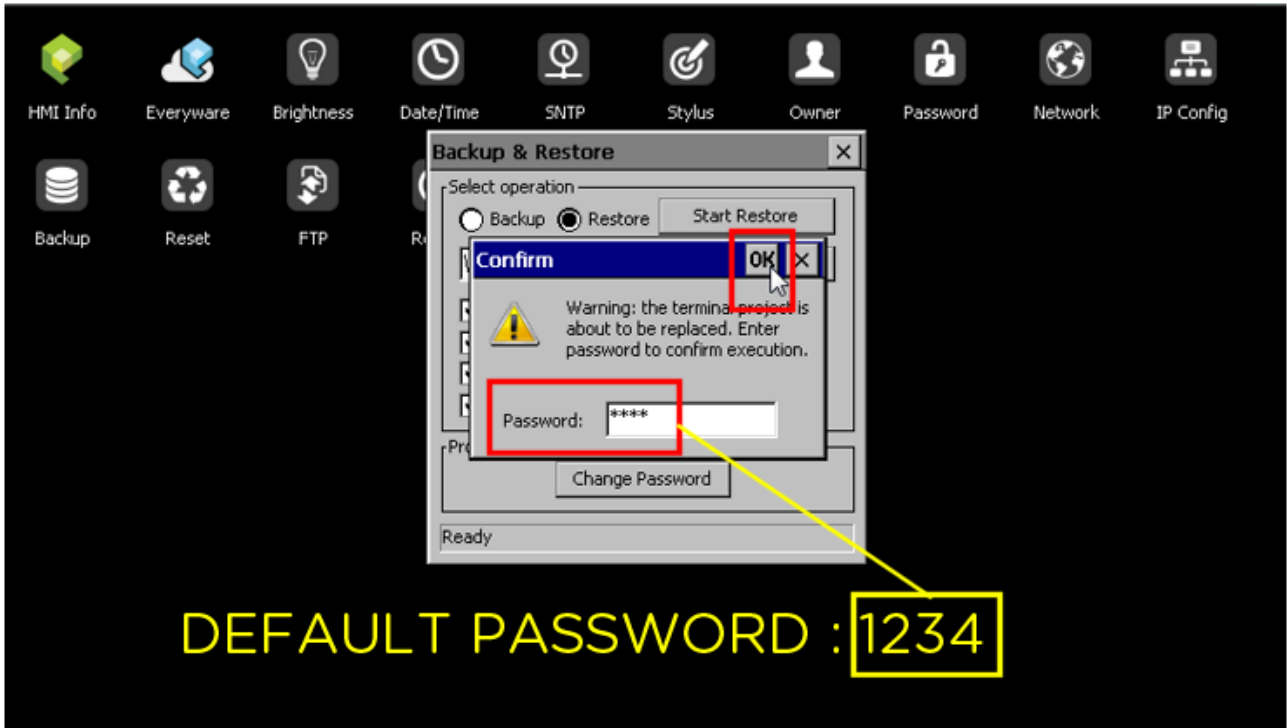 HMI Info Everyware Brightness Date/Time SNTP Stylus Owner Password Network IP Config
Backup Reset FTP
Backup & Restore
Select operation
Backup Restore Start Restore
Confirm OK
Warning: the terminal project is
about to be replaced. Enter
password to confirm execution.
Password: ****
Change Password
Ready
DEFAULT PASSWORD : 1234